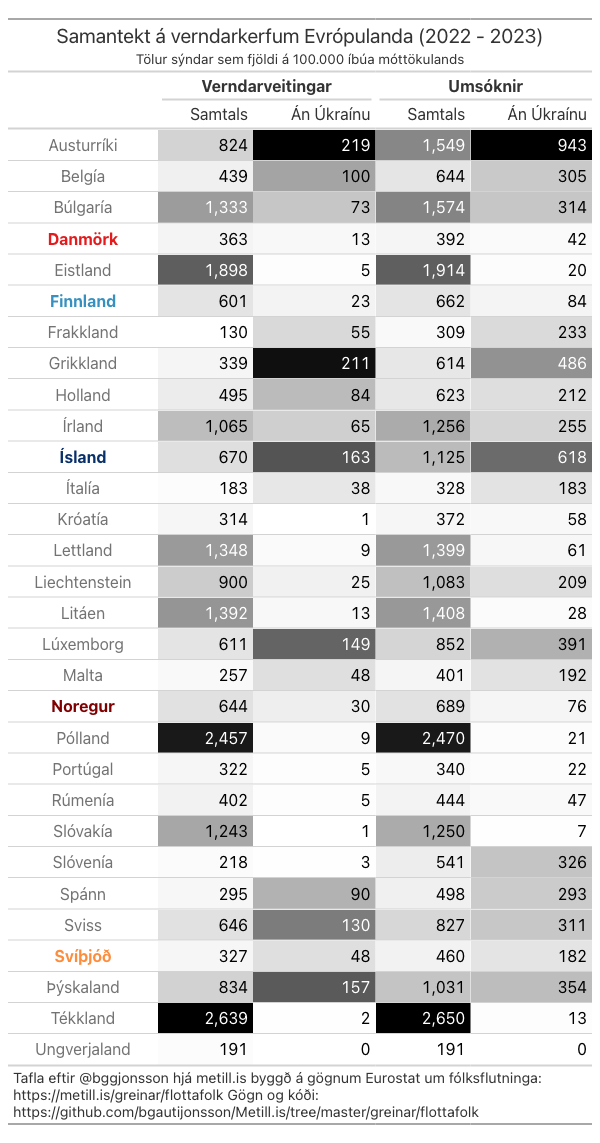 Samantekt á verndarkerfum Evrópulanda (2022 - 2023)
Tölur sýndar sem fjöldi á 100.000 íbúa móttökulands
Verndarveitingar Umsóknir
Samtals Án Úkraínu Samtals Án Úkraínu
Austurríki 824 219 1,549 943
Belgía 439 100 644 305
Búlgaría 1,333 73 1,574 314
Danmörk 363 13 392 42
Eistland 1,898 5 1,914 20
Finnland 601 23 662 84
Frakkland 130 55 309 233
Grikkland 339 211 614 486
Holland 495 84 623 212
Írland 1,065 65 1,256 255
Ísland 670 163 1,125 618
Ítalía 183 38 328 183
Króatía 314 1 372 58
Lettland 1,348 9 1,399 61
Liechtenstein 900 25 1,083 209
Litáen 1,392 13 1,408 28
Lúxemborg 611 149 852 391
Malta 257 48 401 192
Noregur 644 30 689 76
Pólland 2,457 9 2,470 21
Portúgal 322 5 340 22
Rúmenía 402 5 444 47
Slóvakía 1,243 1 1,250 7
Slóvenía 218 3 541 326
Spánn 295 90 498 293
Sviss 646 130 827 311
Svíþjóð 327 48 460 182
Þýskaland 834 157 1,031 354
Tékkland 2,639 2 2,650 13
Ungverjaland 191 0 191 0
Tafla eftir @bggjonsson hjá metill.is byggð á gögnum Eurostat um fólksflutninga:
https://metill.is/greinar/flottafolk Gögn og kóði:
https://github.com/bgautijonsson/Metill.is/tree/master/greinar/flottafolk